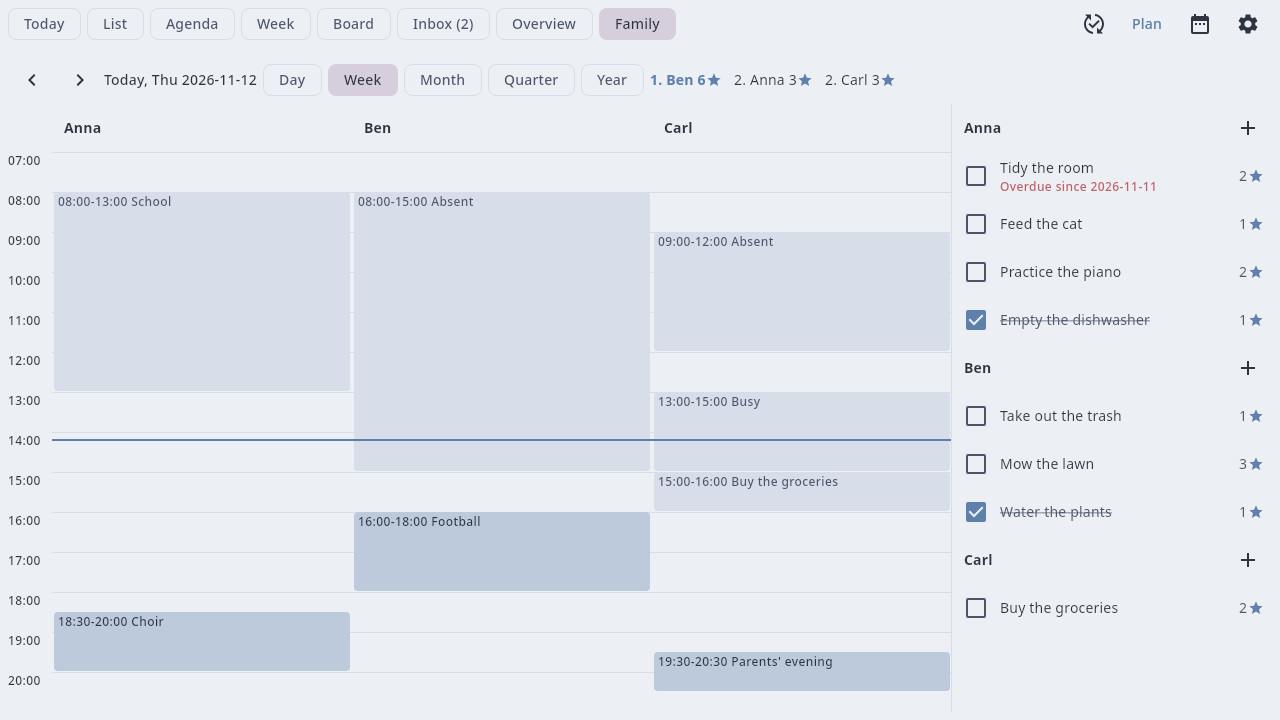 Today List Agenda Week Board Inbox (2) Overview Family Plan
Today, Thu 2026-11-12 Day Week Month Quarter Year 1. Ben 6★ 2. Anna 3★ 2. Carl 3★
Anna Ben Carl
07:00
08:00
09:00
10:00
11:00
12:00
13:00
14:00
15:00
16:00
17:00
18:00
19:00
20:00
08:00-13:00 School
18:30-20:00 Choir
08:00-15:00 Absent
16:00-18:00 Football
09:00-12:00 Absent
13:00-15:00 Busy
15:00-16:00 Buy the groceries
19:30-20:30 Parents' evening
Anna
Tidy the room 2★
Overdue since 2026-11-11
Feed the cat 1★
Practice the piano 2★
Empty the dishwasher 1★
Ben
Take out the trash 1★
Mow the lawn 3★
Water the plants 1★
Carl
Buy the groceries 2★